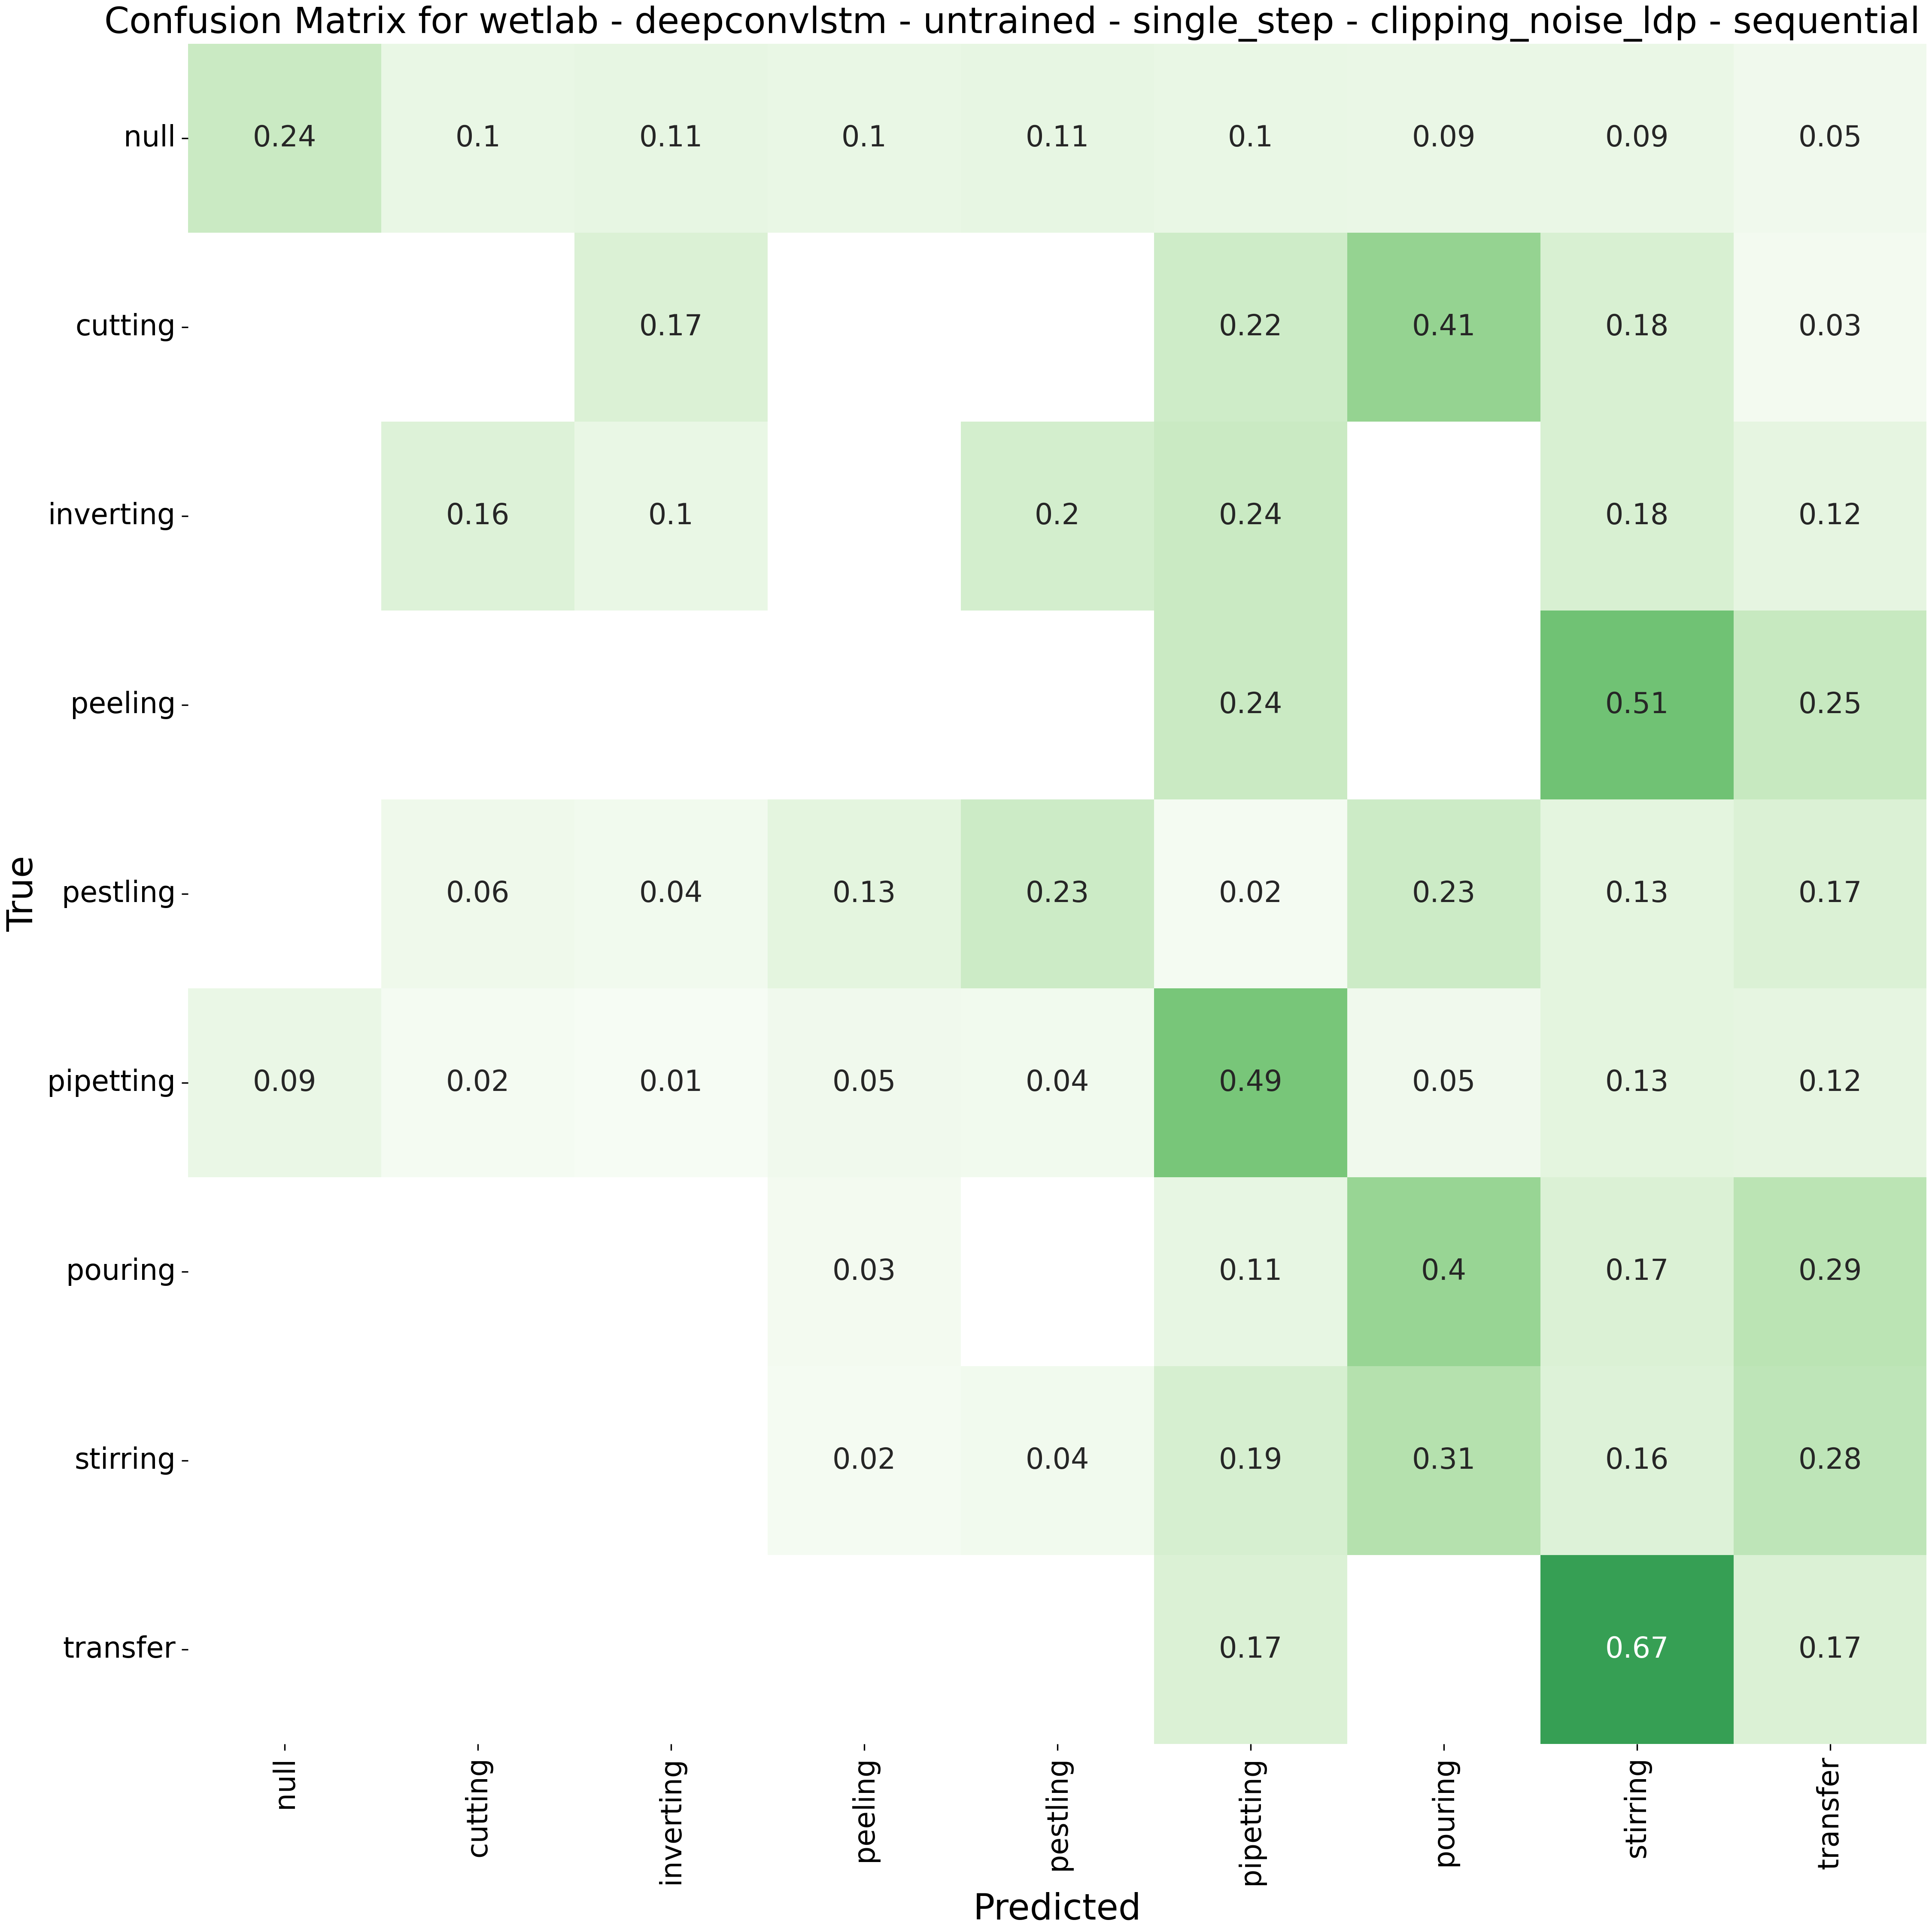 Confusion Matrix for wetlab - deepconvlstm - untrained - single_step - clipping_noise_ldp - sequential
null 0.24 0.1 0.11 0.1 0.11 0.1 0.09 0.09 0.05
cutting 0.17 0.22 0.41 0.18 0.03
inverting 0.16 0.1 0.2 0.24 0.18 0.12
peeling 0.24 0.51 0.25
pestling 0.06 0.04 0.13 0.23 0.02 0.23 0.13 0.17
pipetting 0.09 0.02 0.01 0.05 0.04 0.49 0.05 0.13 0.12
pouring 0.03 0.11 0.4 0.17 0.29
stirring 0.02 0.04 0.19 0.31 0.16 0.28
transfer 0.17 0.67 0.17
True
null cutting inverting peeling pestling pipetting pouring stirring transfer
Predicted